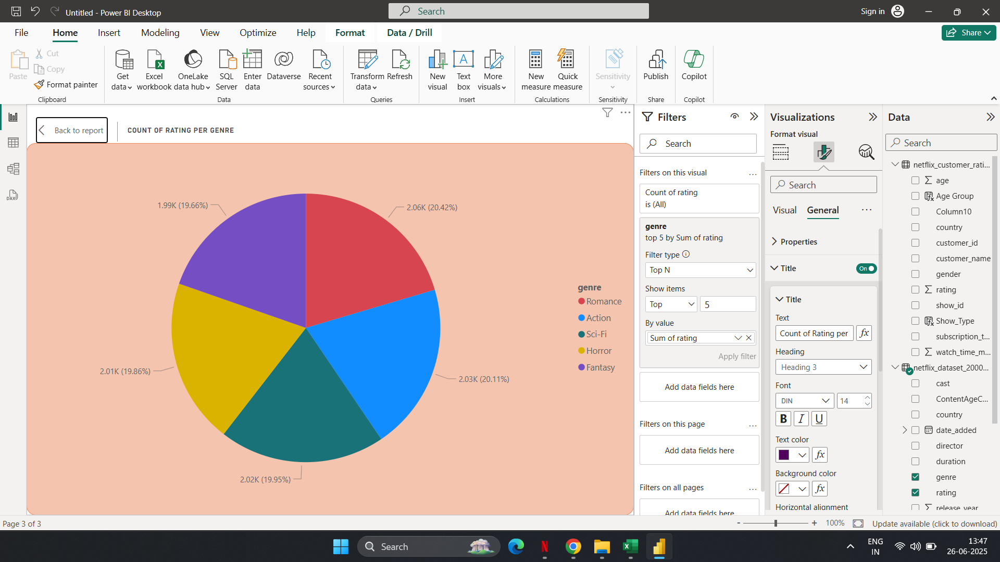 Untitled - Power BI Desktop
Search
Sign in
File
Home
Insert
Modeling
View
Optimize
Help
Format
Data / Drill
Share
Paste
Cut
Copy
Format painter
Clipboard
Get data
Excel workbook
OneLake data hub
SQL Server
Enter data
Dataverse
Recent sources
Data
Transform data
Refresh
Queries
New visual
Text box
A
More visuals
Insert
New measure
Quick measure
Calculations
Sensitivity
Sensitivity
Publish
Share
Copilot
Copilot
DAX
Back to report
COUNT OF RATING PER GENRE
1.99K (19.66%)
2.06K (20.42%)
2.01K (19.86%)
2.03K (20.11%)
2.02K (19.95%)
genre
Romance
Action
Sci-Fi
Horror
Fantasy
Filters
Search
Filters on this visual
Count of rating
is (All)
genre
top 5 by Sum of rating
Filter type
Top N
Show items
Top
5
By value
Sum of rating
Apply filter
Add data fields here
Filters on this page
Add data fields here
Filters on all pages
Add data fields here
Visualizations
Format visual
Search
Visual
General
Properties
Title
On
Title
Text
Count of Rating per
fx
Heading
Heading 3
Font
DIN
14
B
I
U
Text color
fx
Background color
fx
Horizontal alignment
Data
Search
netflix_customer_rati...
age
Age Group
Column10
country
customer_id
customer_name
gender
rating
show_id
Show_Type
subscription_t...
watch_time_m...
netflix_dataset_2000...
cast
ContentAgeC...
country
date_added
director
duration
genre
rating
release_year
Page 3 of 3
- + 100%
Update available (click to download)
Search
N
X
ENG
IN
13:47
26-06-2025